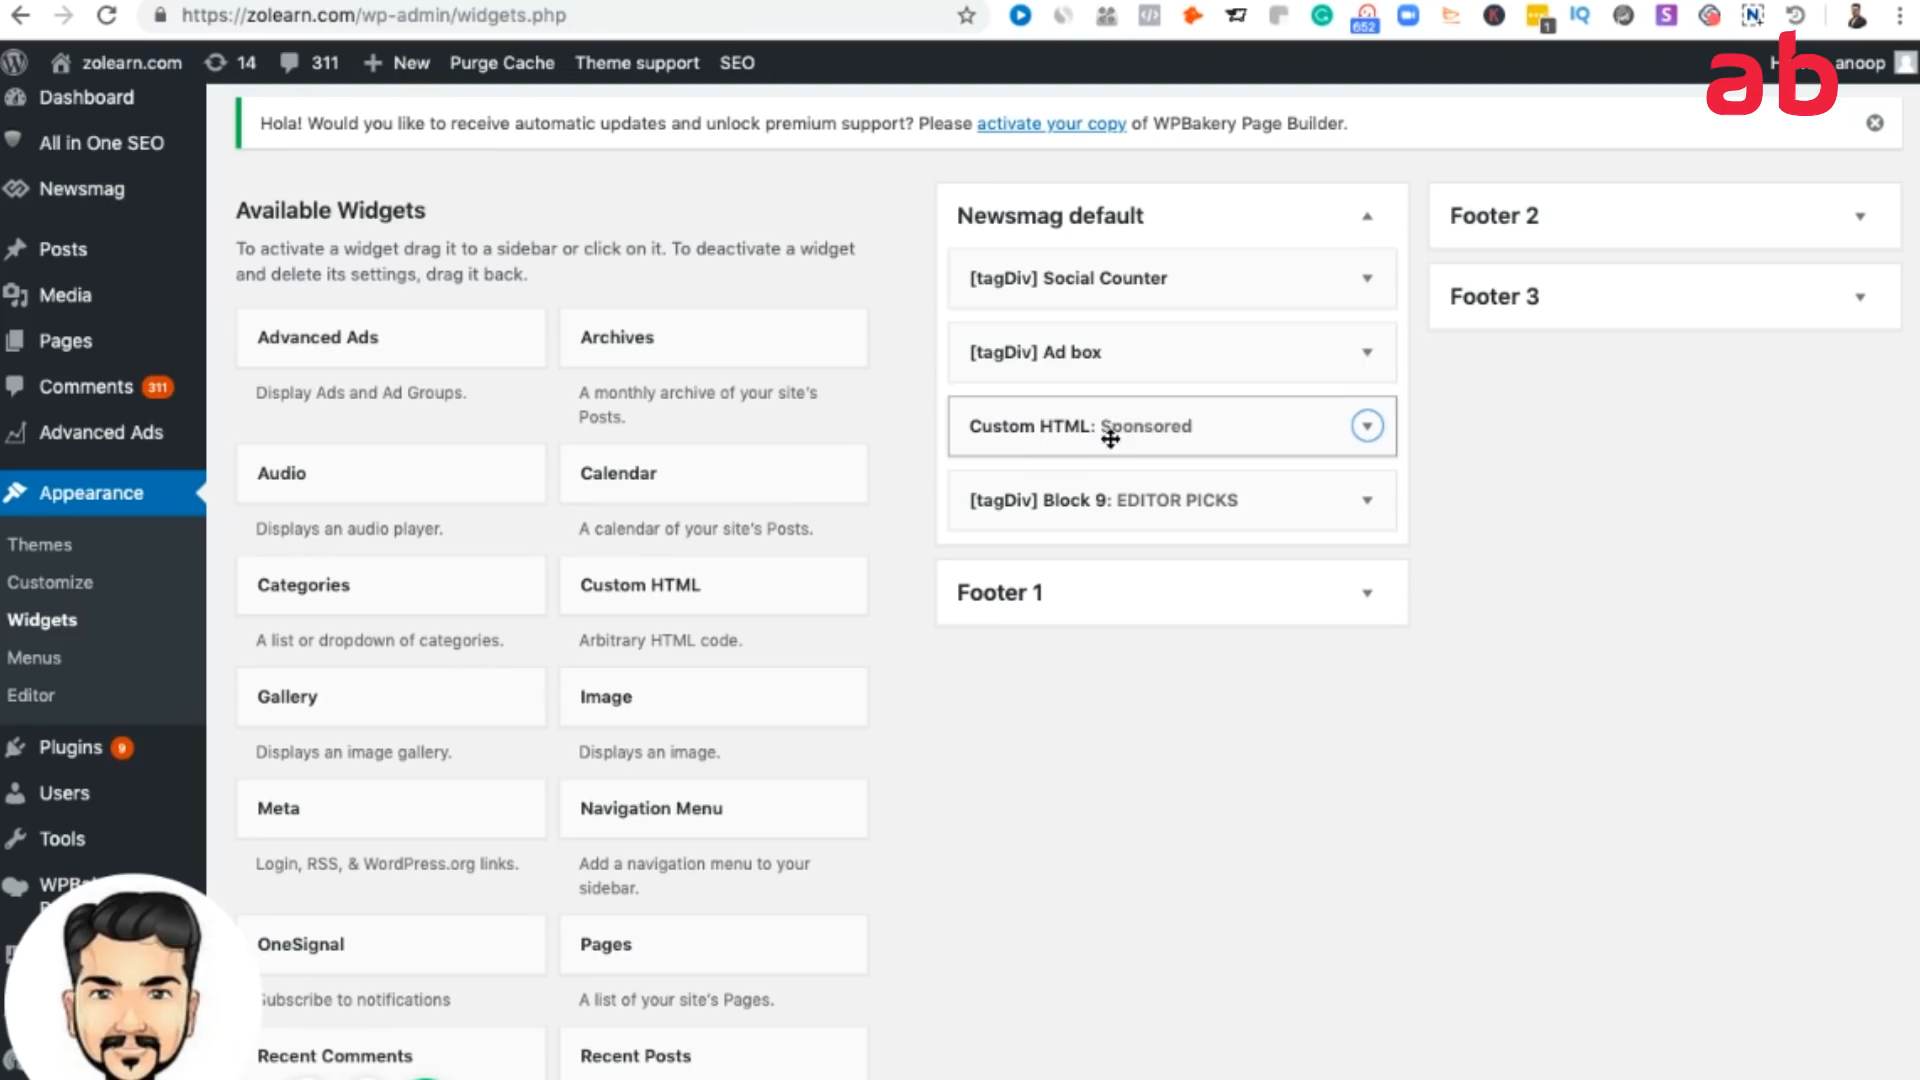 https://zolearn.com/wp-admin/widgets.php
652
1
zolearn.com
14
311
New
Purge Cache
Theme support
SEO
anoop
ab
Dashboard
All in One SEO
Newsmag
Posts
Media
Pages
Comments 311
Advanced Ads
Appearance
Themes
Customize
Widgets
Menus
Editor
Plugins 9
Users
Tools
Hola! Would you like to receive automatic updates and unlock premium support? Please activate your copy of WPBakery Page Builder.
Available Widgets
To activate a widget drag it to a sidebar or click on it. To deactivate a widget
and delete its settings, drag it back.
Advanced Ads
Display Ads and Ad Groups.
Archives
A monthly archive of your site's
Posts.
Audio
Displays an audio player.
Calendar
A calendar of your site's Posts.
Categories
A list or dropdown of categories.
Custom HTML
Arbitrary HTML code.
Gallery
Displays an image gallery.
Image
Displays an image.
Meta
Login, RSS, & WordPress.org links.
Navigation Menu
Add a navigation menu to your
sidebar.
OneSignal
Subscribe to notifications
Pages
A list of your site's Pages.
Recent Comments
Recent Posts
Newsmag default
[tagDiv] Social Counter
[tagDiv] Ad box
Custom HTML: Sponsored
[tagDiv] Block 9: EDITOR PICKS
Footer 1
Footer 2
Footer 3